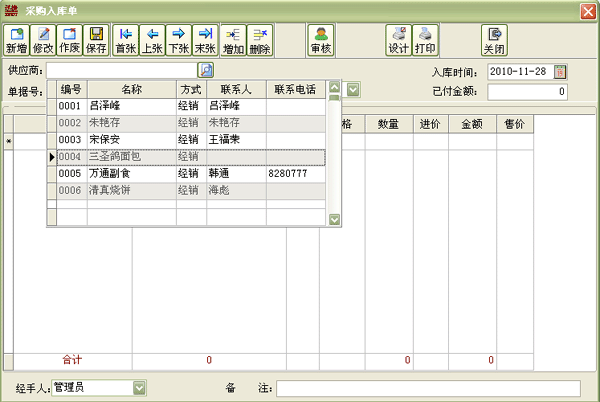 采购入库单
新增 修改 作废 保存 首张 上张 下张 末张 增加 删除 审核 设计 打印 关闭
供应商: 入库时间: 2010-11-28
单据号: 已付金额: 0
编号 名称 方式 联系人 联系电话
0001 吕泽峰 经销 吕泽峰
0002 朱艳存 经销 朱艳存
0003 宋保安 经销 王福荣
0004 三圣鸽面包 经销
0005 万通副食 经销 韩通 8280777
0006 清真烧饼 经销 海彪
格 数量 进价 金额 售价
*
合计 0 0 0
经手人: 管理员 备 注: